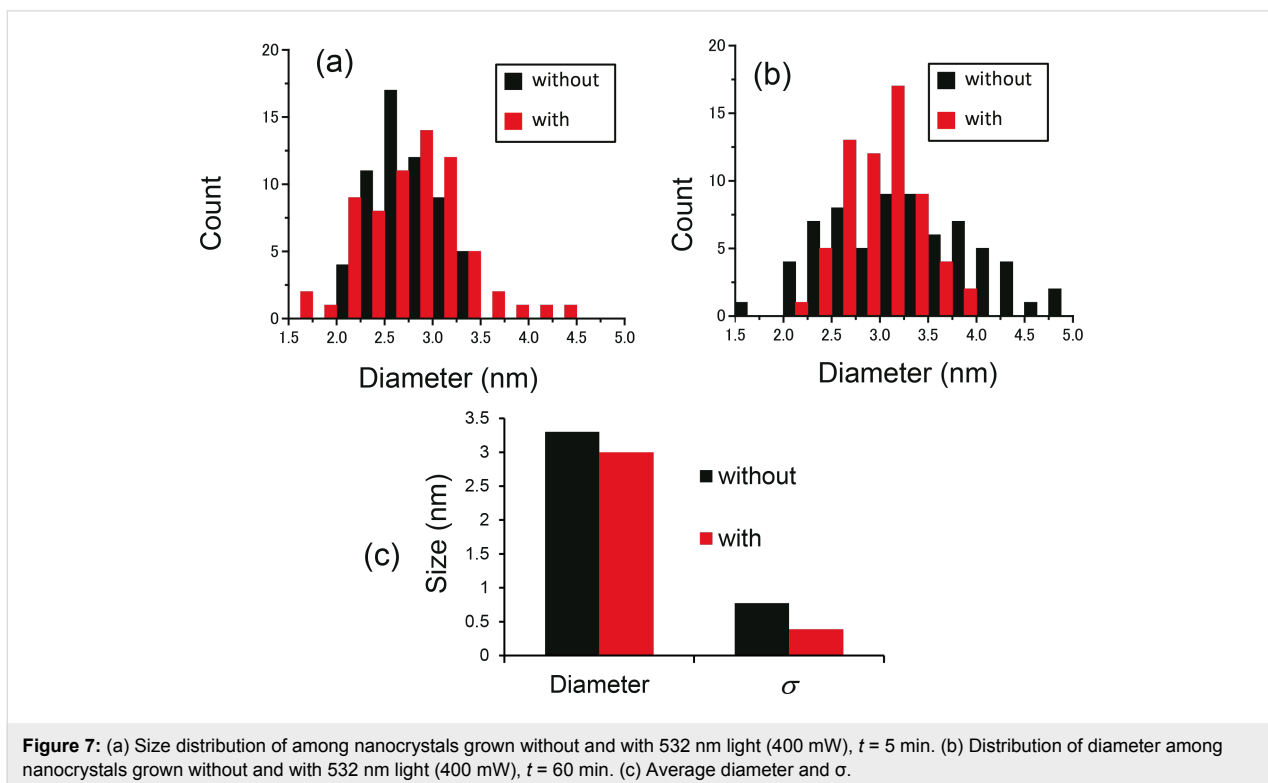 (a)
20
15
10
5
0
Count
without
with
1.5 2.0 2.5 3.0 3.5 4.0 4.5 5.0
Diameter (nm)
(b)
20
15
10
5
0
Count
without
with
1.5 2.0 2.5 3.0 3.5 4.0 4.5 5.0
Diameter (nm)
(c)
3.5
3
2.5
2
1.5
1
0.5
0
Size (nm)
without
with
Diameter σ
Figure 7: (a) Size distribution of among nanocrystals grown without and with 532 nm light (400 mW), t = 5 min. (b) Distribution of diameter among
nanocrystals grown without and with 532 nm light (400 mW), t = 60 min. (c) Average diameter and σ.